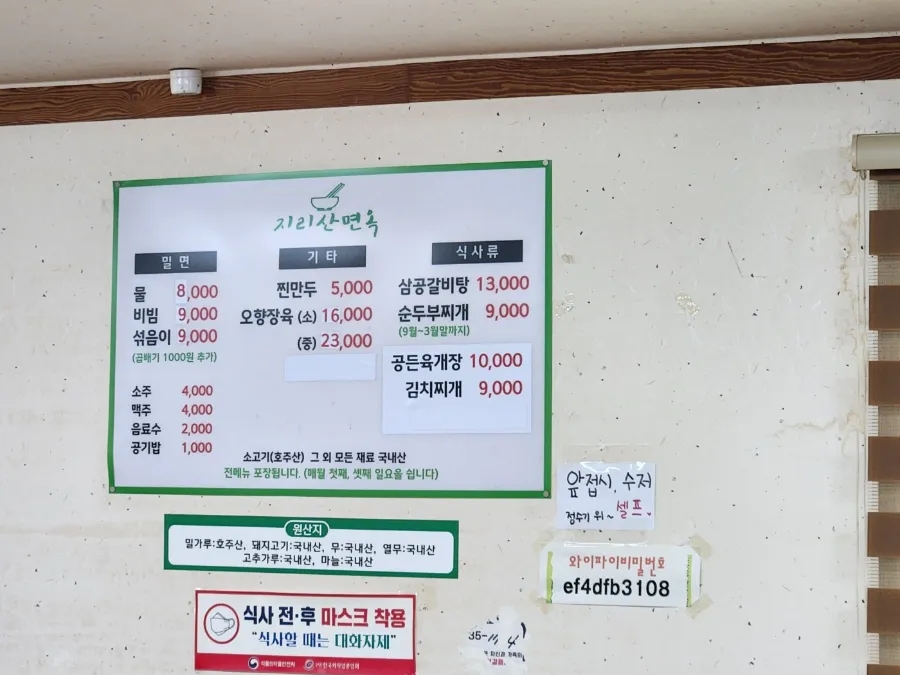 지리산면옥
밀면
물 8,000
비빔 9,000
섞음이 9,000
(곱배기 1000원 추가)
소주 4,000
맥주 4,000
음료수 2,000
공기밥 1,000
기타
찐만두 5,000
오향장육 (소) 16,000
(중) 23,000
식사류
삼공갈비탕 13,000
순두부찌개 9,000
(9월~3월말까지)
공든육개장 10,000
김치찌개 9,000
소고기(호주산) 그 외 모든 재료 국내산
전메뉴 포장됩니다. (매월 첫째, 셋째 일요을 쉽니다)
원산지
밀가루:호주산, 돼지고기:국내산, 무:국내산, 열무:국내산
고추가루:국내산, 마늘:국내산
앞접시, 수저
정수기 위~ 셀프.
와이파이비밀번호
ef4dfb3108
식사 전·후 마스크 착용
"식사할 때는 대화자제"
식품의약품안전처